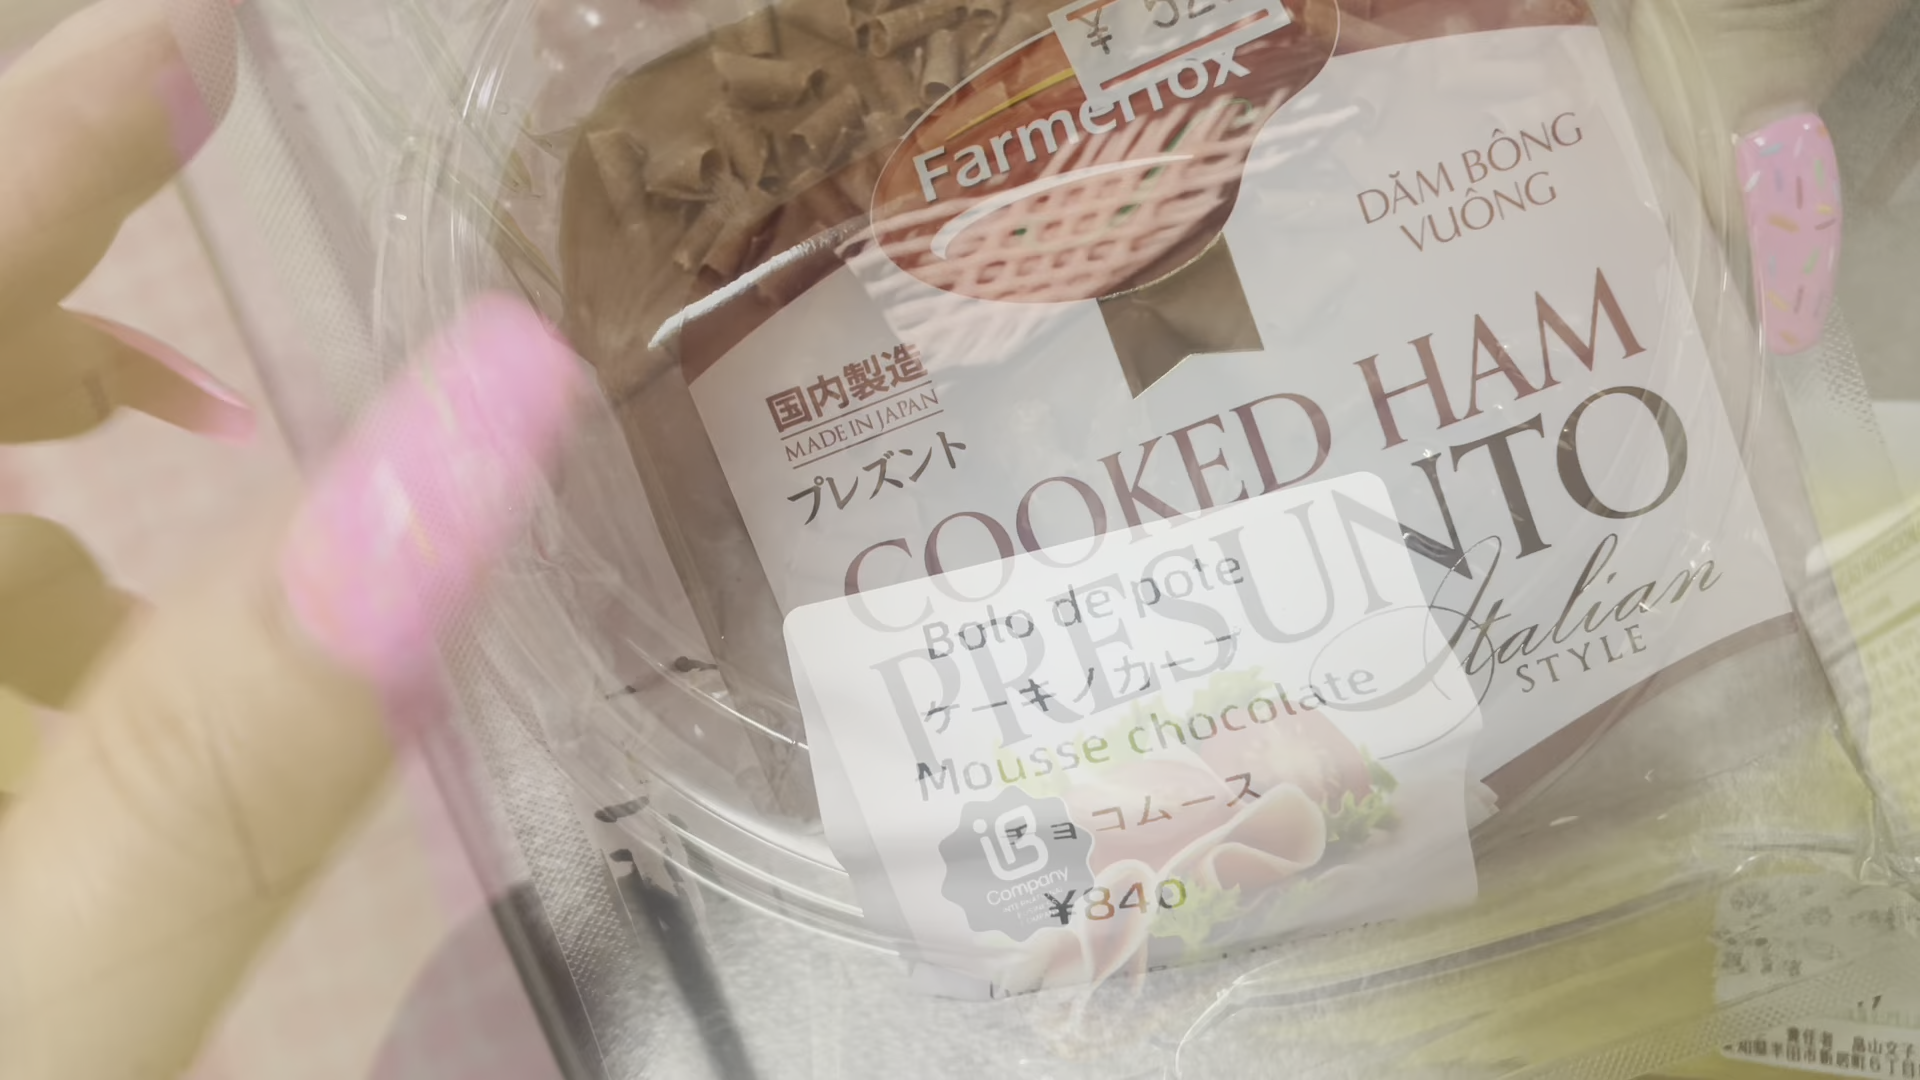 Farmerfox
DĂM BÔNG
VUÔNG
国内製造
MADE IN JAPAN
プレズント
COOKED HAM
PRESUNTO
Italian
STYLE
Bolo de pote
ケーキノカープ
Mousse chocolate
チョコムース
¥840
iB
Company